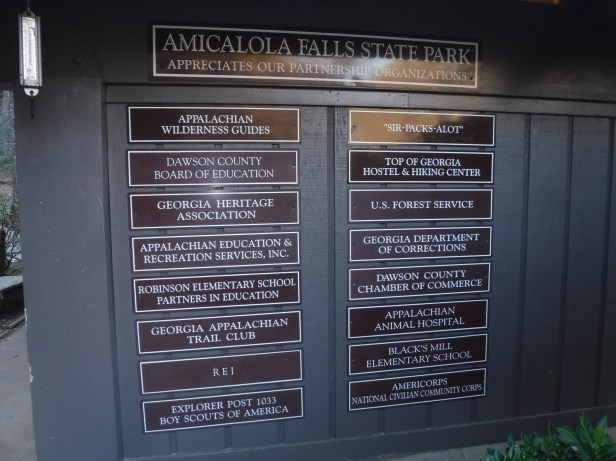 AMICALOLA FALLS STATE PARK
APPRECIATES OUR PARTNERSHIP ORGANIZATIONS
APPALACHIAN
WILDERNESS GUIDES
DAWSON COUNTY
BOARD OF EDUCATION
GEORGIA HERITAGE
ASSOCIATION
APPALACHIAN EDUCATION &
RECREATION SERVICES, INC.
ROBINSON ELEMENTARY SCHOOL
PARTNERS IN EDUCATION
GEORGIA APPALACHIAN
TRAIL CLUB
R E I
EXPLORER POST 1033
BOY SCOUTS OF AMERICA
"SIR-PACKS-ALOT"
TOP OF GEORGIA
HOSTEL & HIKING CENTER
U.S. FOREST SERVICE
GEORGIA DEPARTMENT
OF CORRECTIONS
DAWSON COUNTY
CHAMBER OF COMMERCE
APPALACHIAN
ANIMAL HOSPITAL
BLACK'S MILL
ELEMENTARY SCHOOL
AMERICORPS
NATIONAL CIVILIAN COMMUNITY CORPS.